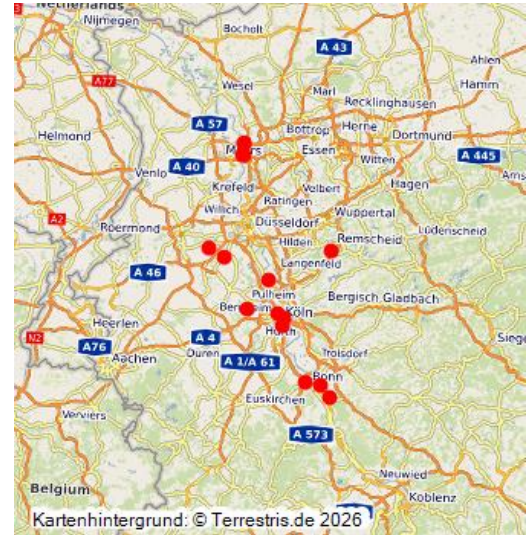 Netherlands
Nijmegen
Bocholt
A 43
Ahlen
A77
Wesel
Marl
Hamm
Recklinghausen
A 57
Bottrop
Herne
Dortmund
Helmond
Essen
Witten
A 445
Venlo
A 40
Krefeld
Velbert
Hagen
Ratingen
Willich
Wuppertal
A2
Roermond
Düsseldorf
Lüdenscheid
Hilden
Remscheid
A 46
Langenfeld
Pulheim
Bergisch Gladbach
Heerlen
Köln
N2
A 4
Hürth
A76
Düren
Aachen
A 1/A 61
Troisdorf
Bonn
Euskirchen
Verviers
A 573
Neuwied
Belgium
Koblenz
Kartenhintergrund: © Terrestris.de 2026